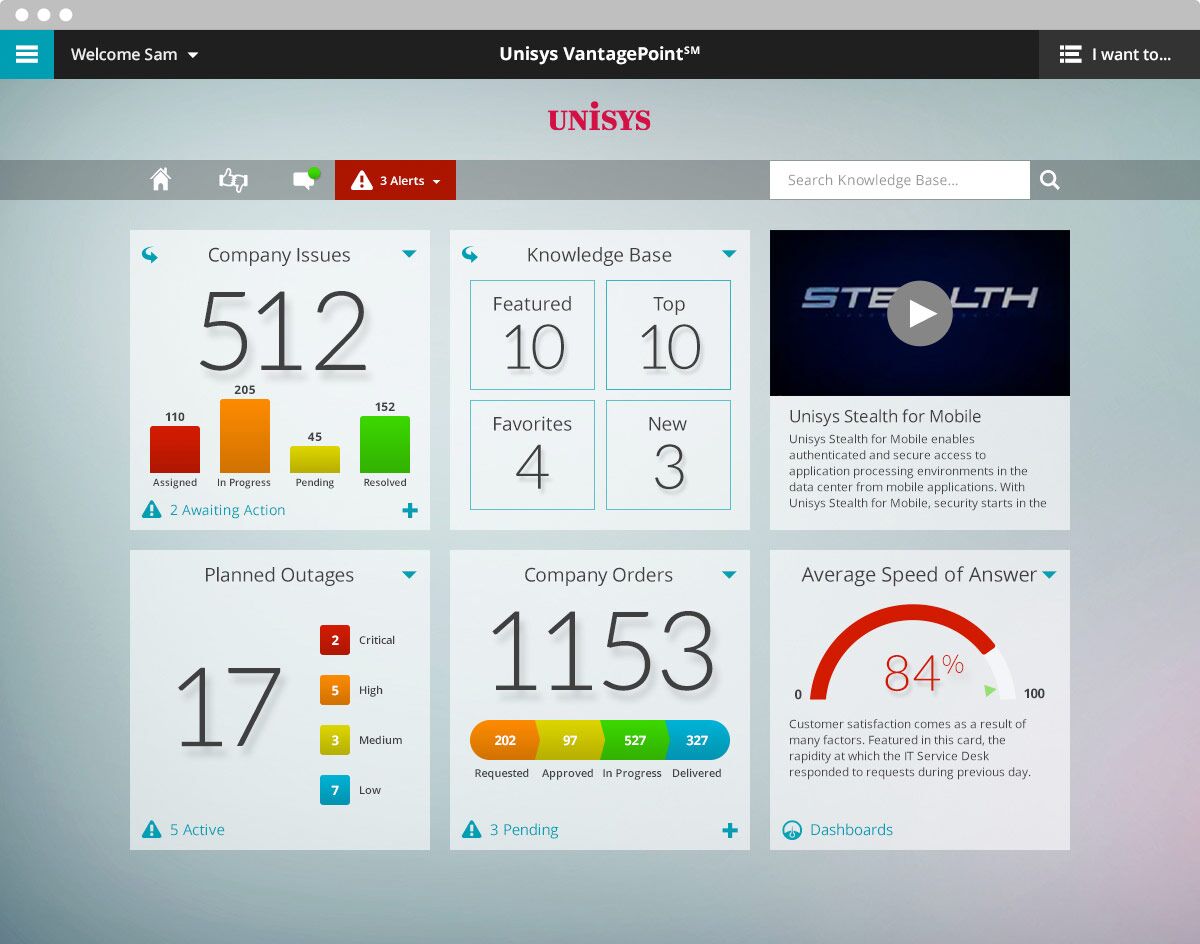 Welcome Sam
Unisys VantagePoint℠
I want to...
UNISYS
3 Alerts
Search Knowledge Base...
Company Issues
512
110
205
45
152
Assigned
In Progress
Pending
Resolved
2 Awaiting Action
Knowledge Base
Featured
10
Top
10
Favorites
4
New
3
Unisys Stealth for Mobile
Unisys Stealth for Mobile enables
authenticated and secure access to
application processing environments in the
data center from mobile applications. With
Unisys Stealth for Mobile, security starts in the
Planned Outages
17
2 Critical
5 High
3 Medium
7 Low
5 Active
Company Orders
1153
202
97
527
327
Requested
Approved
In Progress
Delivered
3 Pending
Average Speed of Answer
84%
0
100
Customer satisfaction comes as a result of
many factors. Featured in this card, the
rapidity at which the IT Service Desk
responded to requests during previous day.
Dashboards